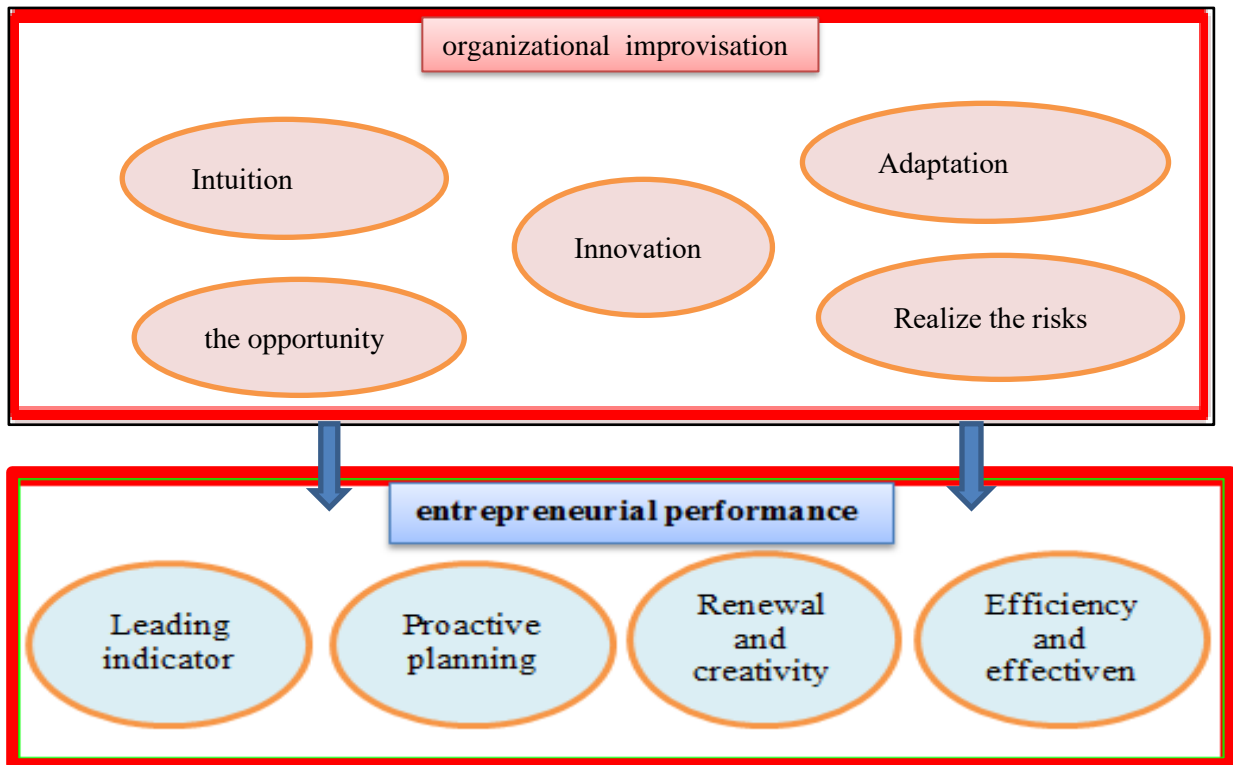 organizational improvisation
Intuition
Adaptation
Innovation
the opportunity
Realize the risks
entrepreneurial performance
Leading
indicator
Proactive
planning
Renewal
and
creativity
Efficiency
and
effectiven